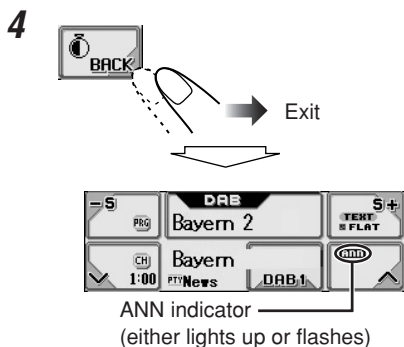 4
BACK
Exit
–S DAB S+
PRG Bayern 2 TEXT
FLAT
CH Bayern ANN
1:00 PTY News DAB1
ANN indicator
(either lights up or flashes)